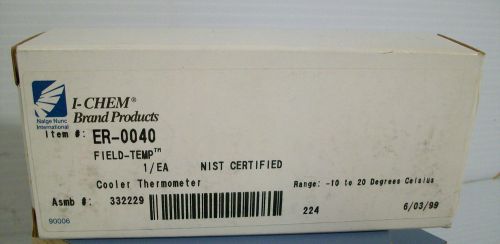 I-CHEM®
Brand Products
Nalge Nunc
International
Item #: ER-0040
FIELD-TEMP™
1/EA NIST CERTIFIED
Cooler Thermometer Range: -10 to 20 Degrees Celsius
Asmb #: 332229
224 6/03/99
90006